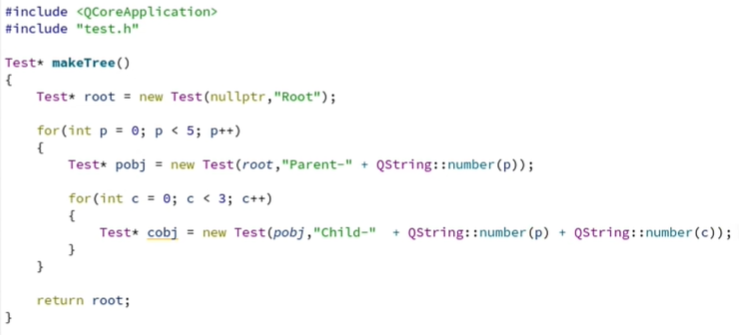 #include <QCoreApplication>
#include "test.h"

Test* makeTree()
{
    Test* root = new Test(nullptr,"Root");

    for(int p = 0; p < 5; p++)
    {
        Test* pobj = new Test(root,"Parent-" + QString::number(p));

        for(int c = 0; c < 3; c++)
        {
            Test* cobj = new Test(pobj,"Child-"  + QString::number(p) + QString::number(c));
        }
    }

    return root;
}